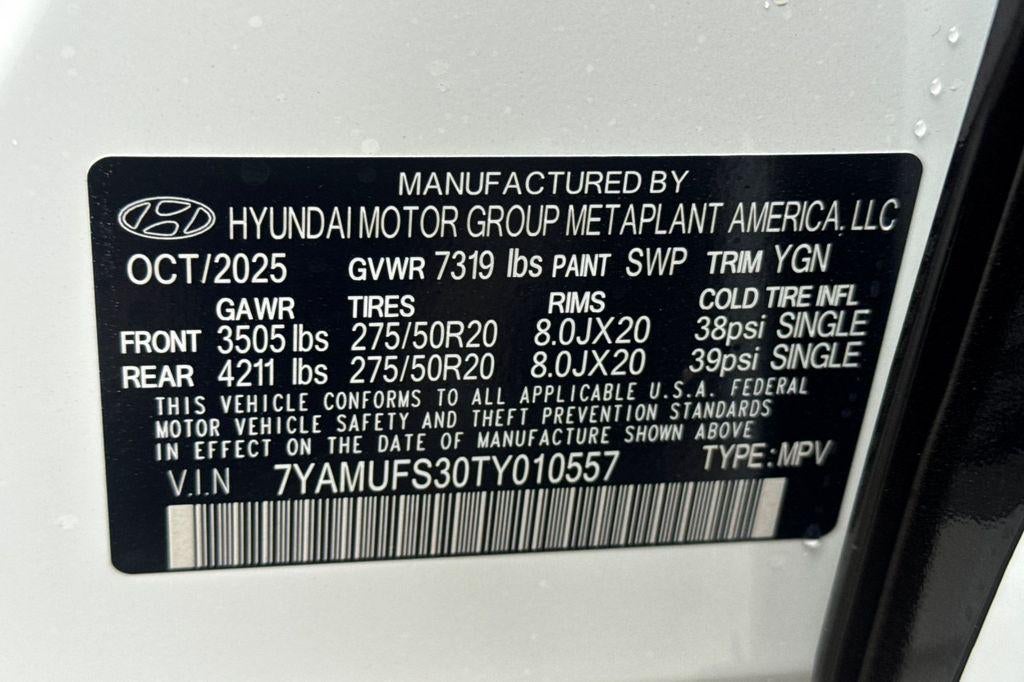 MANUFACTURED BY
HYUNDAI MOTOR GROUP METAPLANT AMERICA, LLC
OCT/2025 GVWR 7319 lbs PAINT SWP TRIM YGN
GAWR TIRES RIMS COLD TIRE INFL
FRONT 3505 lbs 275/50R20 8.0JX20 38psi SINGLE
REAR 4211 lbs 275/50R20 8.0JX20 39psi SINGLE
THIS VEHICLE CONFORMS TO ALL APPLICABLE U.S.A. FEDERAL
MOTOR VEHICLE SAFETY AND THEFT PREVENTION STANDARDS
IN EFFECT ON THE DATE OF MANUFACTURE SHOWN ABOVE
V.I.N 7YAMUFS30TY010557 TYPE: MPV